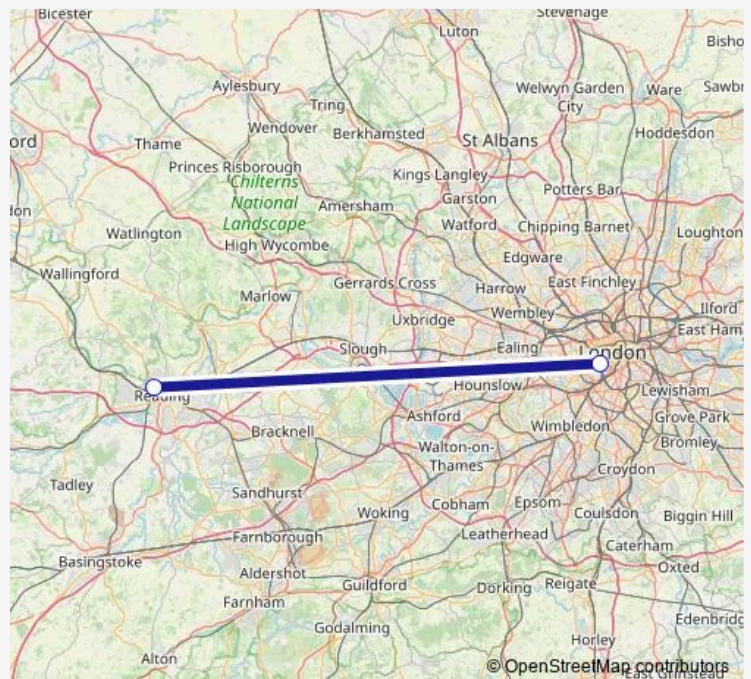 Bicester
Stevenage
Luton
Aylesbury
Welwyn Garden
City
Ware
Tring
Wendover
Berkhamsted
St Albans
Hoddesdon
Thame
Princes Risborough
Chilterns
National
Landscape
Kings Langley
Garston
Potters Bar
Amersham
Watford
Chipping Barnet
Loughton
Watlington
High Wycombe
Edgware
Wallingford
Gerrards Cross
Harrow
East Finchley
Marlow
Uxbridge
Wembley
Ilford
East Ham
Slough
Ealing
London
Hounslow
Reading
Lewisham
Ashford
Grove Park
Bracknell
Wimbledon
Bromley
Walton-on-
Thames
Croydon
Tadley
Sandhurst
Woking
Cobham
Epsom
Coulsdon
Biggin Hill
Farnborough
Leatherhead
Caterham
Basingstoke
Oxted
Aldershot
Guildford
Dorking
Reigate
Farnham
Godalming
Edenbridg
Horley
Alton
© OpenStreetMap contributors
East Grinstead